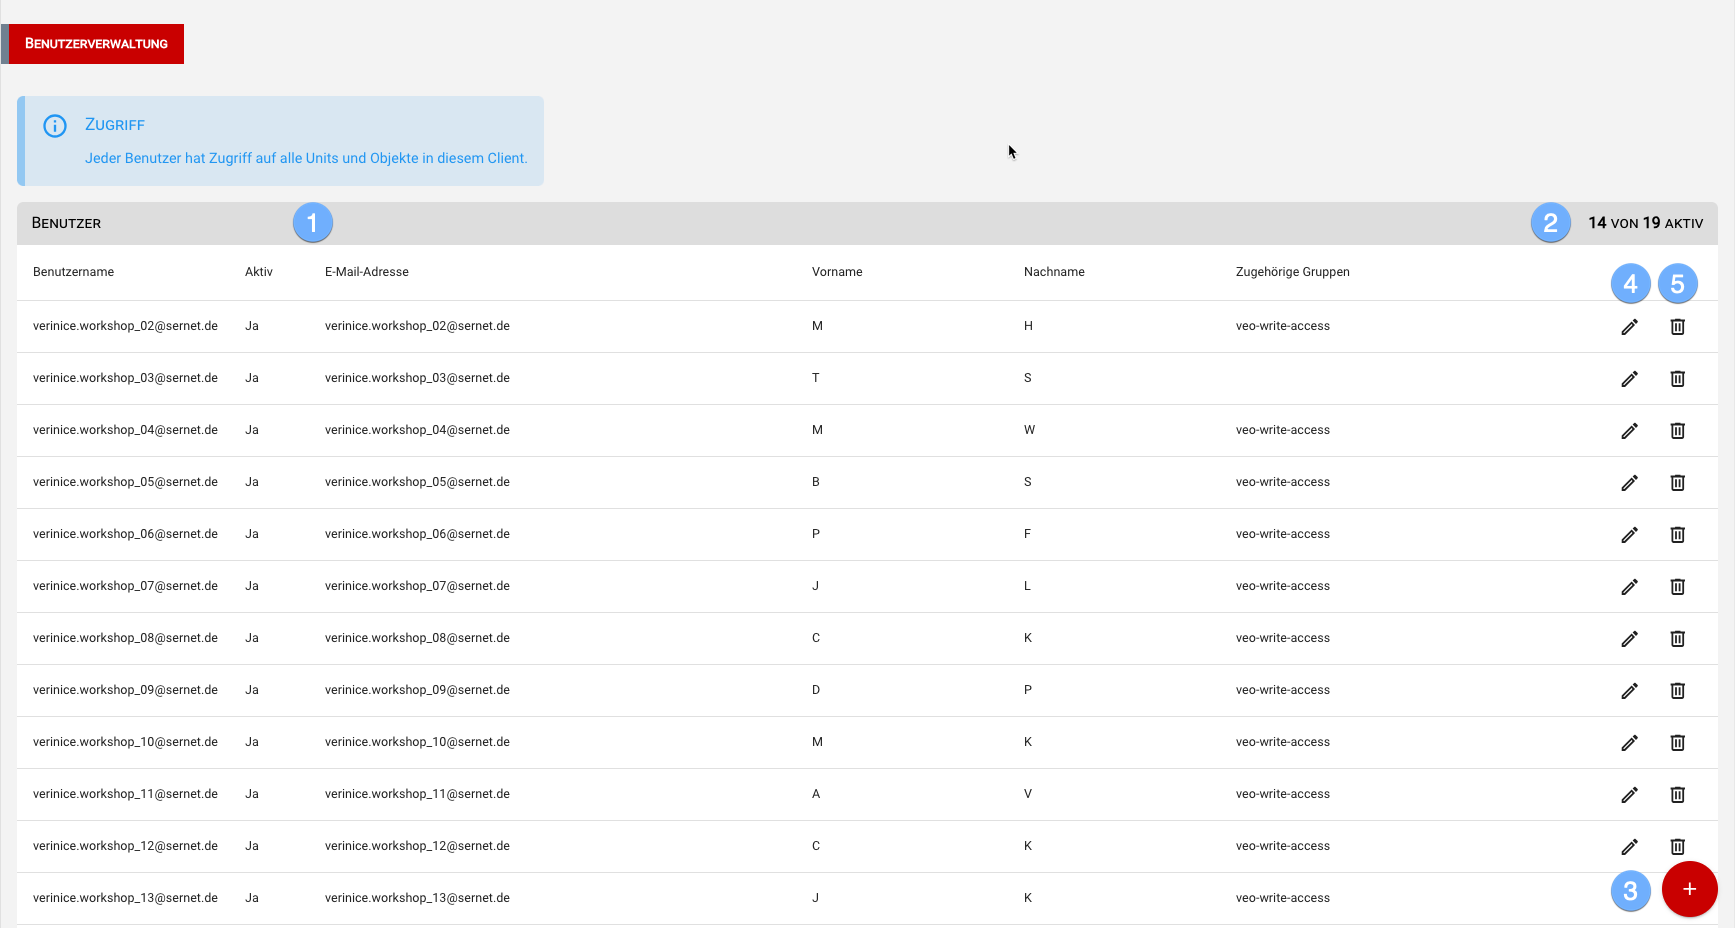 BENUTZERVERWALTUNG
ZUGRIFF
Jeder Benutzer hat Zugriff auf alle Units und Objekte in diesem Client.
BENUTZER 1 2 14 VON 19 AKTIV
Benutzername Aktiv E-Mail-Adresse Vorname Nachname Zugehörige Gruppen 4 5
verinice.workshop_02@sernet.de Ja verinice.workshop_02@sernet.de M H veo-write-access
verinice.workshop_03@sernet.de Ja verinice.workshop_03@sernet.de T S
verinice.workshop_04@sernet.de Ja verinice.workshop_04@sernet.de M W veo-write-access
verinice.workshop_05@sernet.de Ja verinice.workshop_05@sernet.de B S veo-write-access
verinice.workshop_06@sernet.de Ja verinice.workshop_06@sernet.de P F veo-write-access
verinice.workshop_07@sernet.de Ja verinice.workshop_07@sernet.de J L veo-write-access
verinice.workshop_08@sernet.de Ja verinice.workshop_08@sernet.de C K veo-write-access
verinice.workshop_09@sernet.de Ja verinice.workshop_09@sernet.de D P veo-write-access
verinice.workshop_10@sernet.de Ja verinice.workshop_10@sernet.de M K veo-write-access
verinice.workshop_11@sernet.de Ja verinice.workshop_11@sernet.de A V veo-write-access
verinice.workshop_12@sernet.de Ja verinice.workshop_12@sernet.de C K veo-write-access
verinice.workshop_13@sernet.de Ja verinice.workshop_13@sernet.de J K veo-write-access 3 +